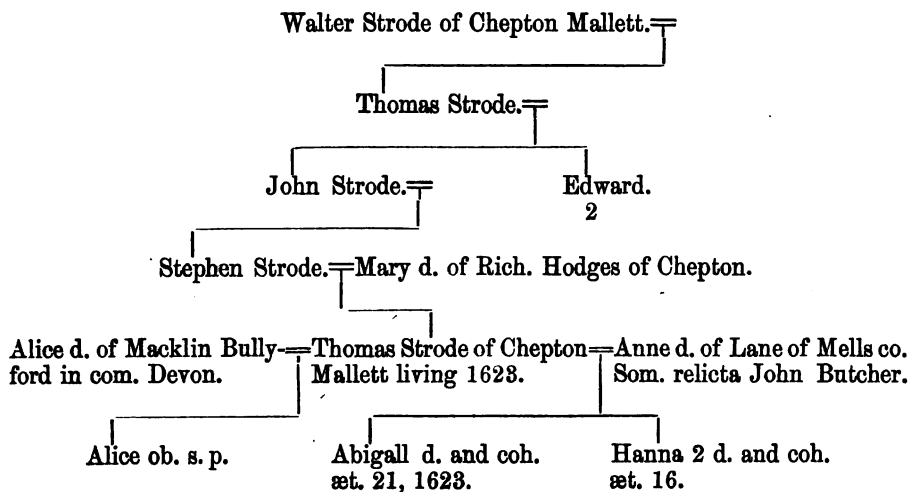 Walter Strode of Chepton Mallett.=
Thomas Strode.=
John Strode.= Edward.
2
Stephen Strode.=Mary d. of Rich. Hodges of Chepton.
Alice d. of Macklin Bully-=Thomas Strode of Chepton=Anne d. of Lane of Mells co.
ford in com. Devon. Mallett living 1623. Som. relicta John Butcher.
Alice ob. s. p. Abigall d. and coh. Hanna 2 d. and coh.
æt. 21, 1623. æt. 16.